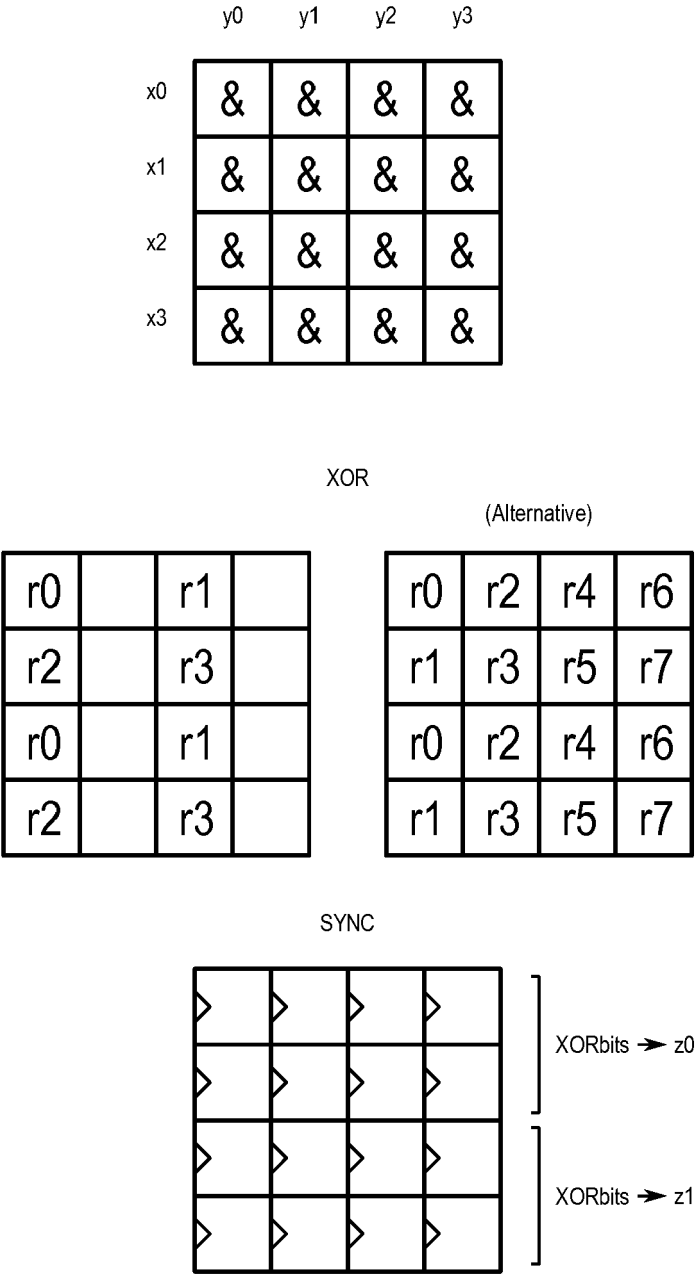 y0 y1 y2 y3
x0 & & & &
x1 & & & &
x2 & & & &
x3 & & & &
XOR
(Alternative)
r0 r1
r2 r3
r0 r1
r2 r3
r0 r2 r4 r6
r1 r3 r5 r7
r0 r2 r4 r6
r1 r3 r5 r7
SYNC
XORbits → z0
XORbits → z1